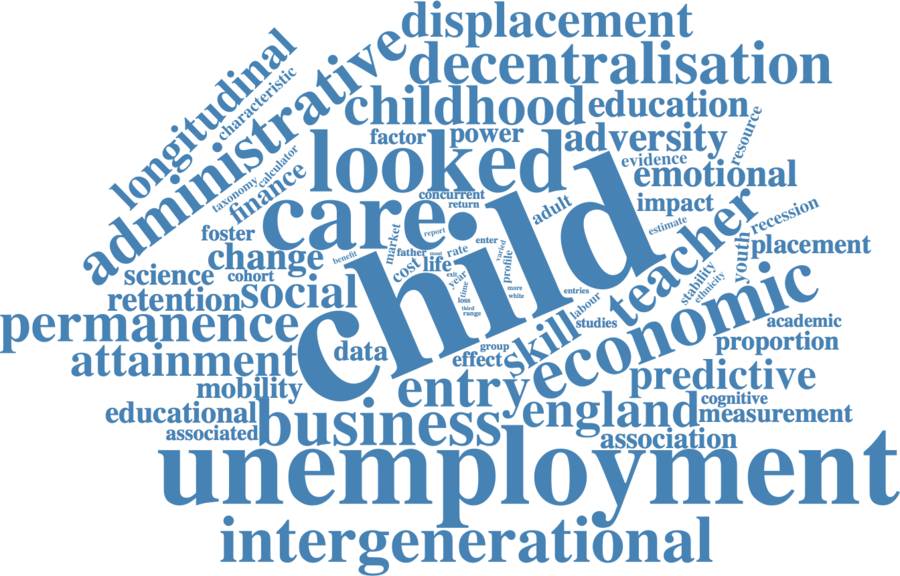 displacement
longitudinal
characteristic
administrative
decentralisation
childhood
education
factor
power
adversity
resource
looked
evidence
emotional
taxonomy
calculator
finance
concurrent
return
care
child
adult
impact
estimate
teacher
recession
foster
change
benefit
market
report
father
rate
enter
varied
profile
youth
placement
science
cohort
cost
life
year
exit
time
stability
ethnicity
retention
social
loss
third
range
more
white
entries
labour
studies
permanence
economic
academic
proportion
attainment
data
group
effect
skill
mobility
entry
predictive
educational
associated
business
england
cognitive
measurement
association
unemployment
intergenerational